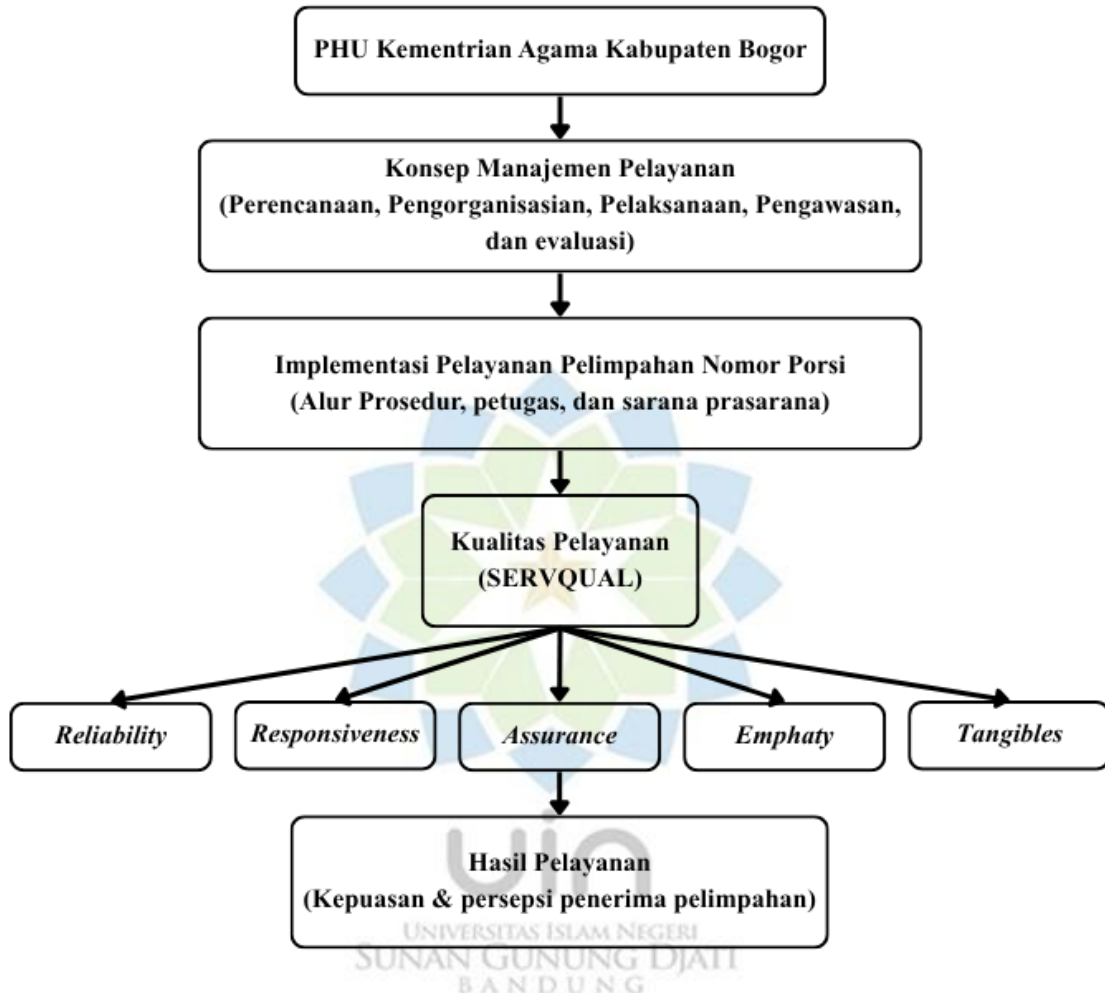 PHU Kementrian Agama Kabupaten Bogor
Konsep Manajemen Pelayanan
(Perencanaan, Pengorganisasian, Pelaksanaan, Pengawasan,
dan evaluasi)
Implementasi Pelayanan Pelimpahan Nomor Porsi
(Alur Prosedur, petugas, dan sarana prasarana)
Kualitas Pelayanan
(SERVQUAL)
Reliability
Responsiveness
Assurance
Emphaty
Tangibles
Hasil Pelayanan
(Kepuasan & persepsi penerima pelimpahan)
uin
UNIVERSITAS ISLAM NEGERI
SUNAN GUNUNG DJATI
BANDUNG